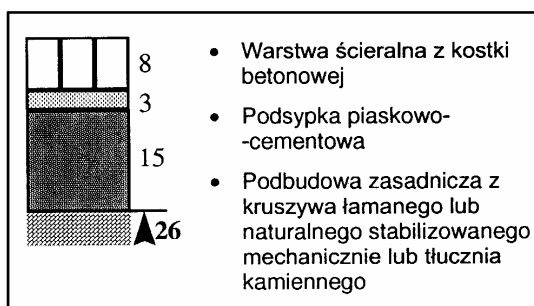 8
3
15
26
• Warstwa ścieralna z kostki
betonowej
• Podsypka piaskowo-
-cementowa
• Podbudowa zasadnicza z
kruszywa łamanego lub
naturalnego stabilizowanego
mechanicznie lub tłucznia
kamiennego